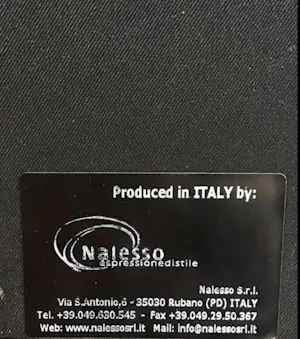 Produced in ITALY by:
Nalesso
espressionedistile
Nalesso S.r.l.
Via S.Antonio,6 - 35030 Rubano (PD) ITALY
Tel. +39.049.630.545 - Fax +39.049.29.50.367
Web: www.nalessosrl.it Mail: info@nalessosrl.it